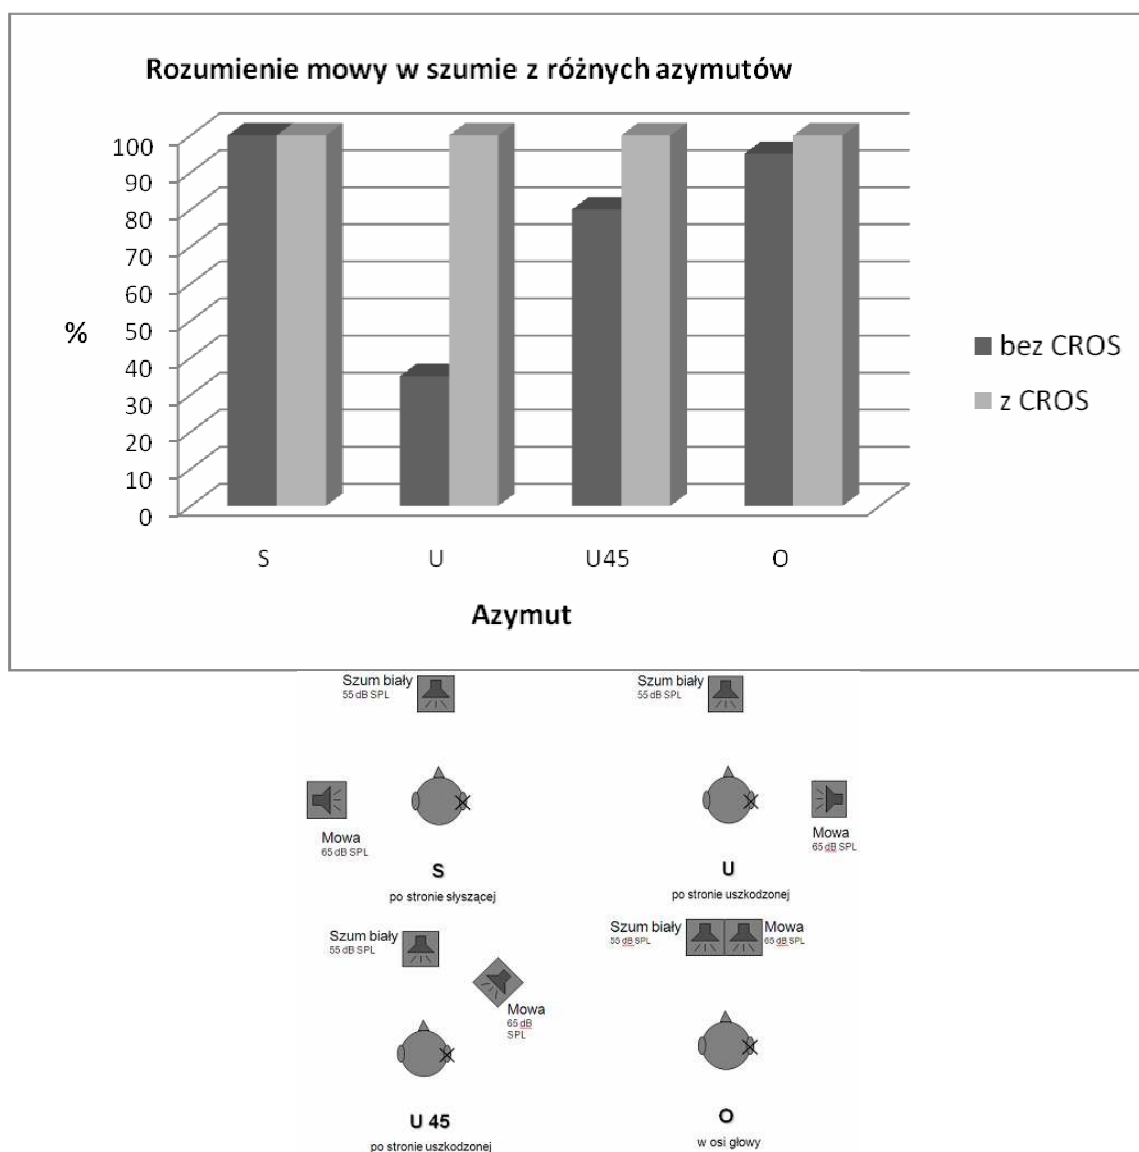 Rozumienie mowy w szumie z różnych azymutów
100
90
80
70
60
50
40
30
20
10
0
%
S U U45 O
Azymut
bez CROS
z CROS
Szum biały
55 dB SPL
Mowa
65 dB SPL
S
po stronie słyszącej
Szum biały
55 dB SPL
Mowa
65 dB SPL
U
po stronie uszkodzonej
Szum biały
55 dB SPL
Mowa
65 dB
SPL
U 45
po stronie uszkodzonej
Szum biały
55 dB SPL
Mowa
65 dB SPL
O
w osi głowy